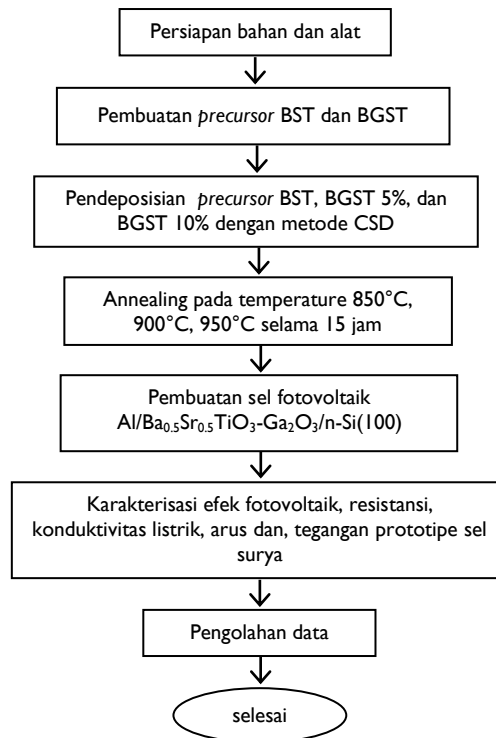 Persiapan bahan dan alat
Pembuatan precursor BST dan BGST
Pendeposisian precursor BST, BGST 5%, dan
BGST 10% dengan metode CSD
Annealing pada temperature 850°C,
900°C, 950°C selama 15 jam
Pembuatan sel fotovoltaik
Al/Ba₀.₅Sr₀.₅TiO₃-Ga₂O₃/n-Si(100)
Karakterisasi efek fotovoltaik, resistansi,
konduktivitas listrik, arus dan, tegangan prototipe sel
surya
Pengolahan data
selesai